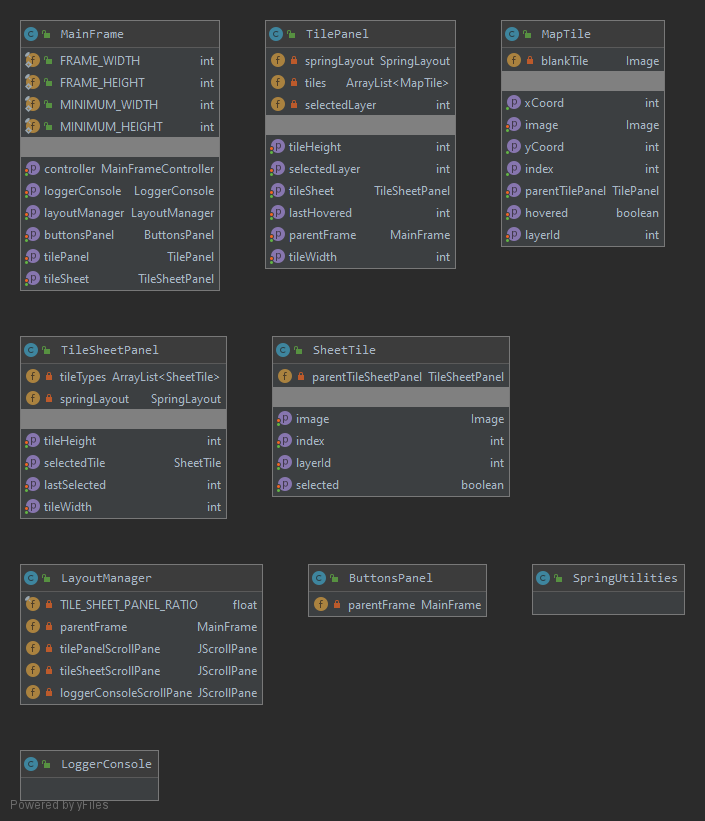 MainFrame
FRAME_WIDTH int
FRAME_HEIGHT int
MINIMUM_WIDTH int
MINIMUM_HEIGHT int
controller MainFrameController
loggerConsole LoggerConsole
layoutManager LayoutManager
buttonsPanel ButtonsPanel
tilePanel TilePanel
tileSheet TileSheetPanel
TilePanel
springLayout SpringLayout
tiles ArrayList<MapTile>
selectedLayer int
tileHeight int
selectedLayer int
tileSheet TileSheetPanel
lastHovered int
parentFrame MainFrame
tileWidth int
MapTile
blankTile Image
xCoord int
image Image
yCoord int
index int
parentTilePanel TilePanel
hovered boolean
layerId int
TileSheetPanel
tileTypes ArrayList<SheetTile>
springLayout SpringLayout
tileHeight int
selectedTile SheetTile
lastSelected int
tileWidth int
SheetTile
parentTileSheetPanel TileSheetPanel
image Image
index int
layerId int
selected boolean
LayoutManager
TILE_SHEET_PANEL_RATIO float
parentFrame MainFrame
tilePanelScrollPane JScrollPane
tileSheetScrollPane JScrollPane
loggerConsoleScrollPane JScrollPane
ButtonsPanel
parentFrame MainFrame
SpringUtilities
LoggerConsole
Powered by yFiles